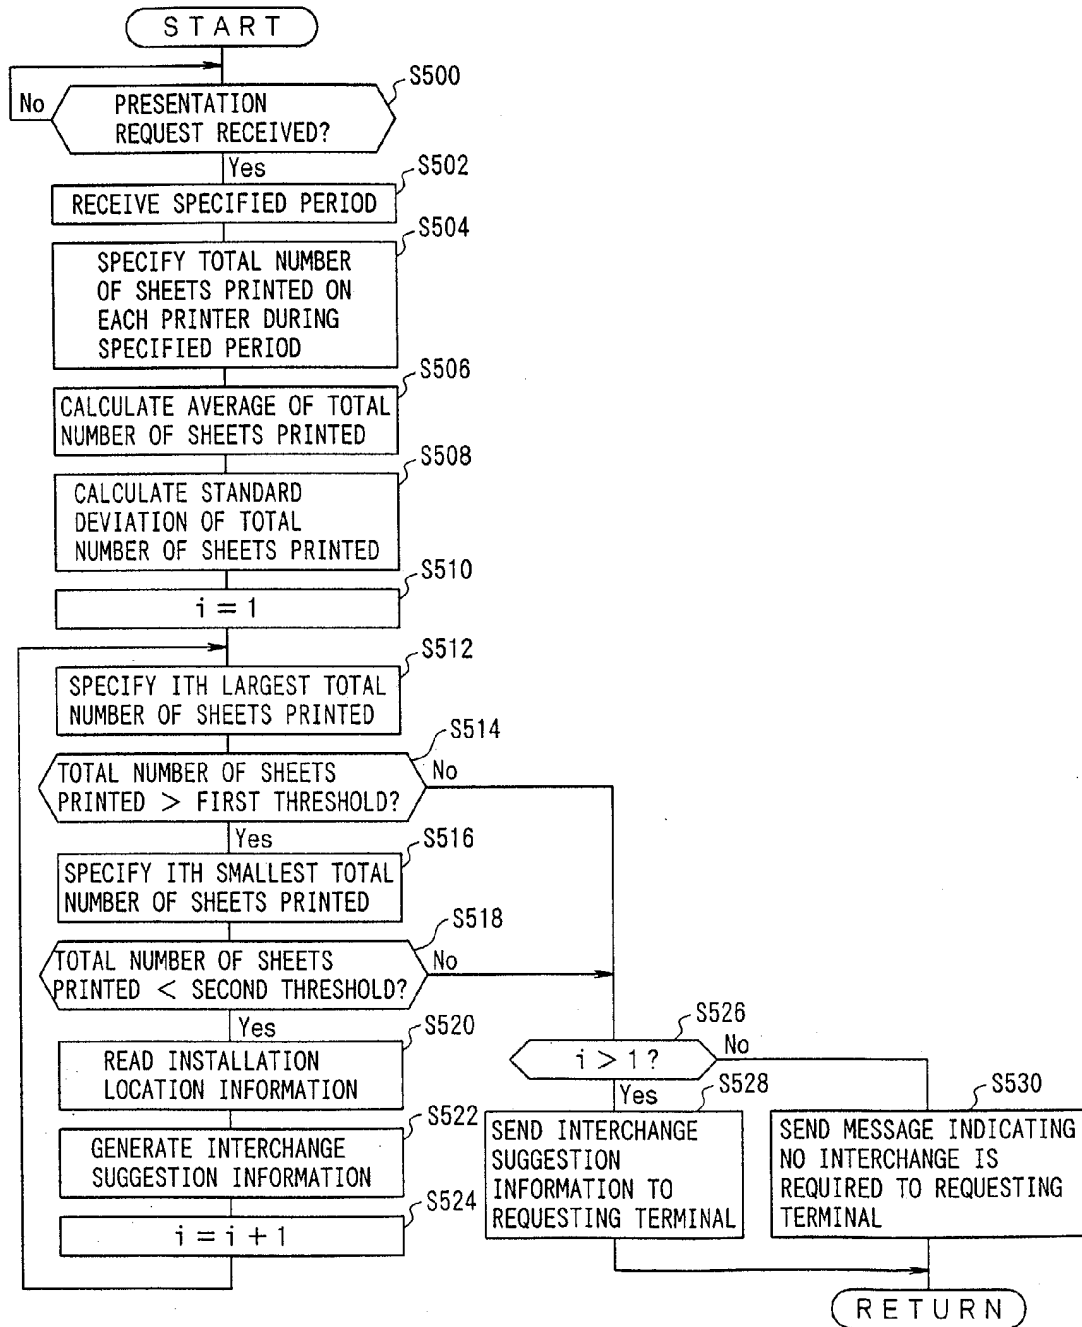 START
S500
No
PRESENTATION
REQUEST RECEIVED?
Yes
S502
RECEIVE SPECIFIED PERIOD
S504
SPECIFY TOTAL NUMBER
OF SHEETS PRINTED ON
EACH PRINTER DURING
SPECIFIED PERIOD
S506
CALCULATE AVERAGE OF TOTAL
NUMBER OF SHEETS PRINTED
S508
CALCULATE STANDARD
DEVIATION OF TOTAL
NUMBER OF SHEETS PRINTED
S510
i = 1
S512
SPECIFY ITH LARGEST TOTAL
NUMBER OF SHEETS PRINTED
S514
TOTAL NUMBER OF SHEETS
PRINTED > FIRST THRESHOLD?
No
Yes
S516
SPECIFY ITH SMALLEST TOTAL
NUMBER OF SHEETS PRINTED
S518
TOTAL NUMBER OF SHEETS
PRINTED < SECOND THRESHOLD?
No
Yes
S520
READ INSTALLATION
LOCATION INFORMATION
S522
GENERATE INTERCHANGE
SUGGESTION INFORMATION
S524
i = i + 1
S526
i > 1 ?
No
Yes
S528
SEND INTERCHANGE
SUGGESTION
INFORMATION TO
REQUESTING TERMINAL
S530
SEND MESSAGE INDICATING
NO INTERCHANGE IS
REQUIRED TO REQUESTING
TERMINAL
RETURN